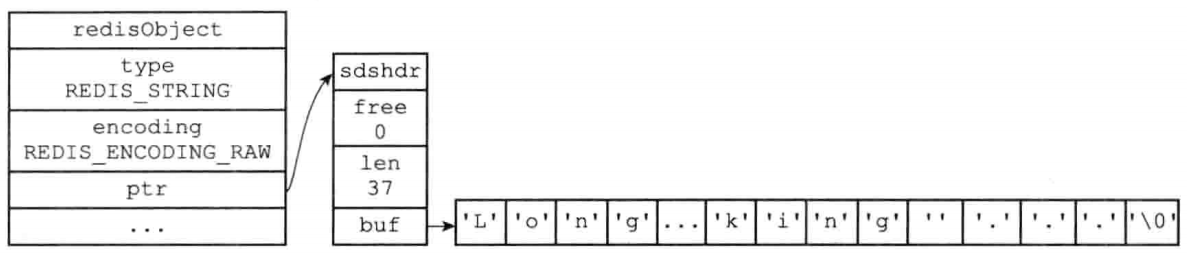 redisObject
type
REDIS_STRING
encoding
REDIS_ENCODING_RAW
ptr
...
sdshdr
free
0
len
37
buf
'L' 'o' 'n' 'g' ... 'k' 'i' 'n' 'g' '' '.' '.' '.' '\0'